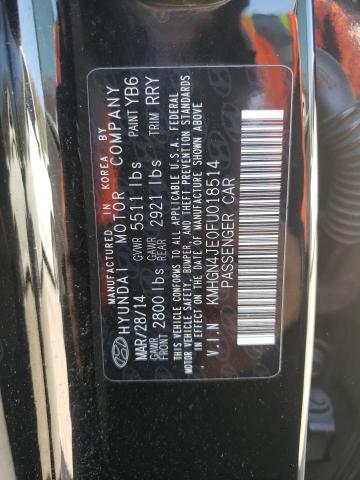 MANUFACTURED IN KOREA BY
HYUNDAI MOTOR COMPANY
MAR/28/14 GVWR 5511 lbs PAINT YB6
GAWR FRONT 2800 lbs GAWR REAR 2921 lbs TRIM RRY
THIS VEHICLE CONFORMS TO ALL APPLICABLE U.S.A. FEDERAL
MOTOR VEHICLE SAFETY, BUMPER, AND THEFT PREVENTION
STANDARDS IN EFFECT ON THE DATE OF MANUFACTURE SHOWN ABOVE.
V.I.N KMHGN4JE0FU018514
PASSENGER CAR